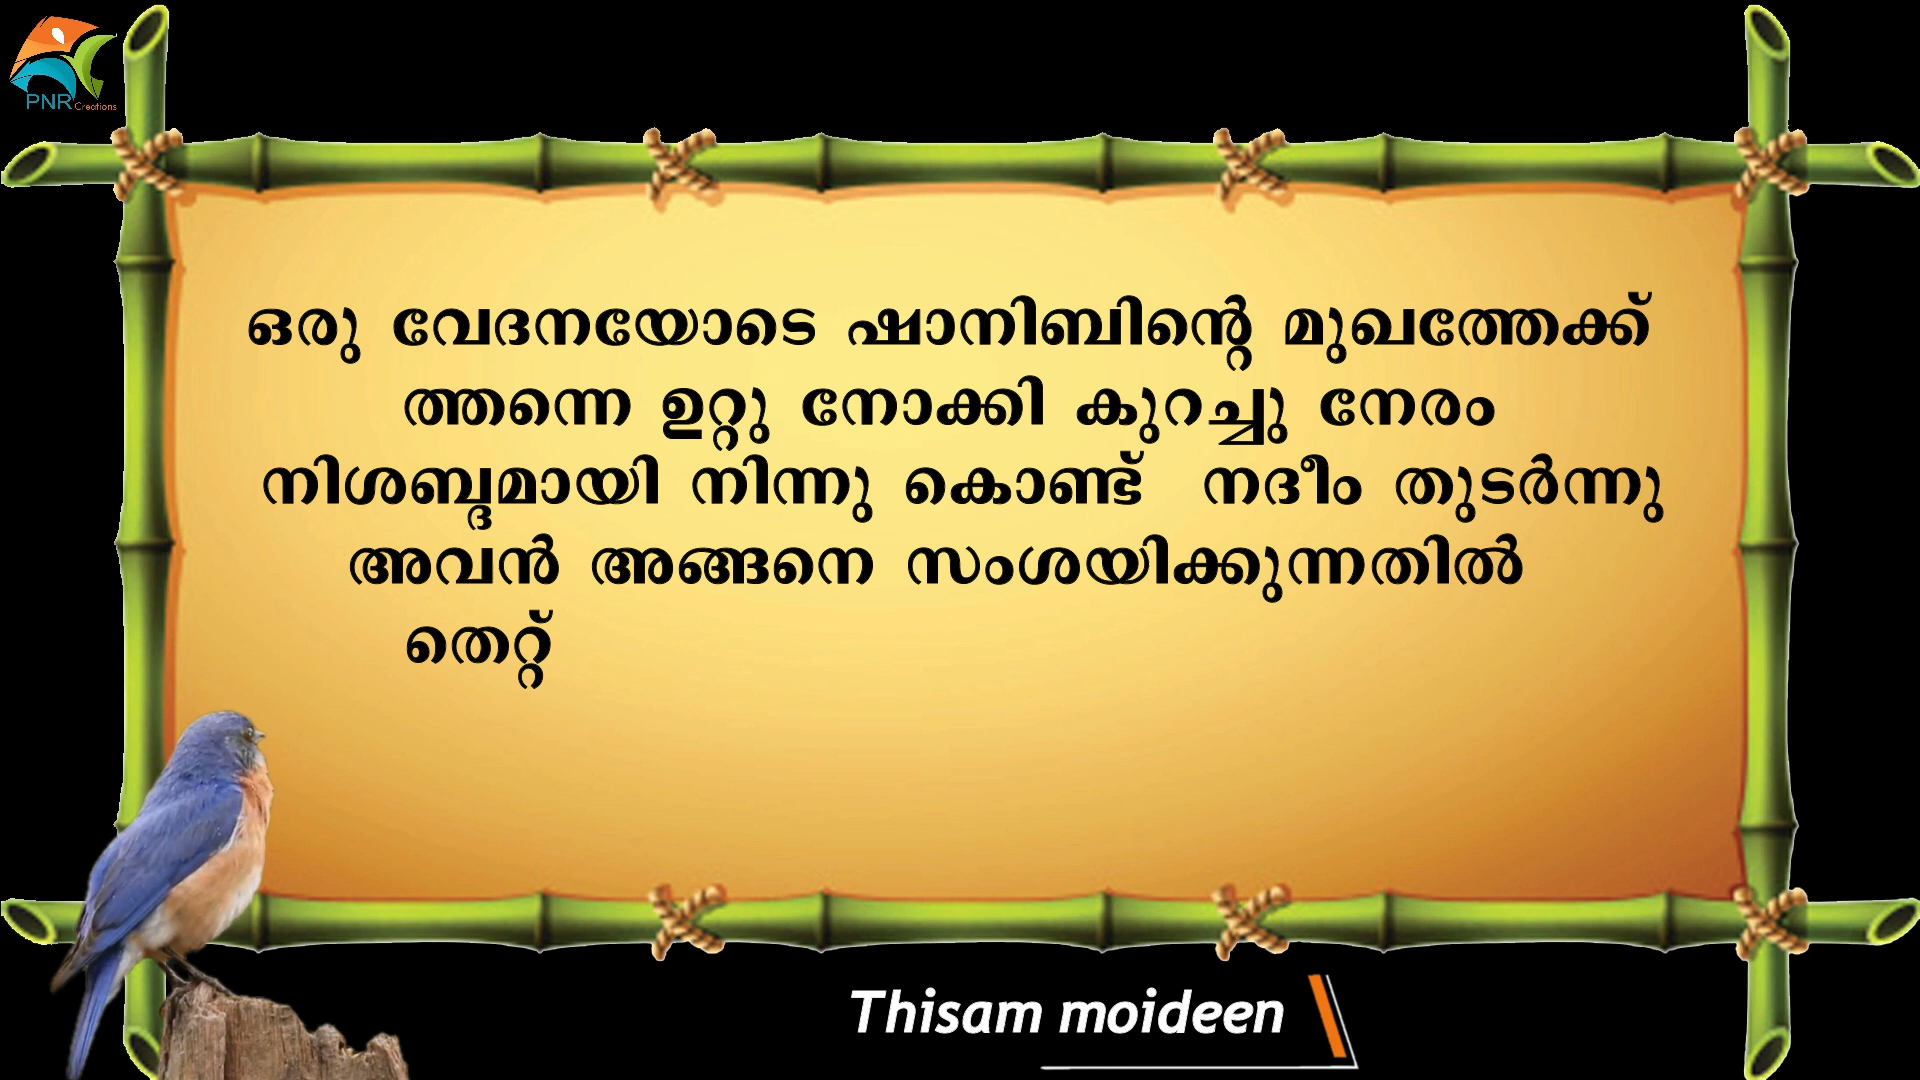 PNR Creations
ഒരു വേദനയോടെ ഷാനിബിന്റെ മുഖത്തേക്ക്
ത്തന്നെ ഉറ്റു നോക്കി കുറച്ചു നേരം
നിശബ്ദമായി നിന്നു കൊണ്ട് നദീം തുടർന്നു
അവൻ അങ്ങനെ സംശയിക്കുന്നതിൽ
തെറ്റ്
Thisam moideen